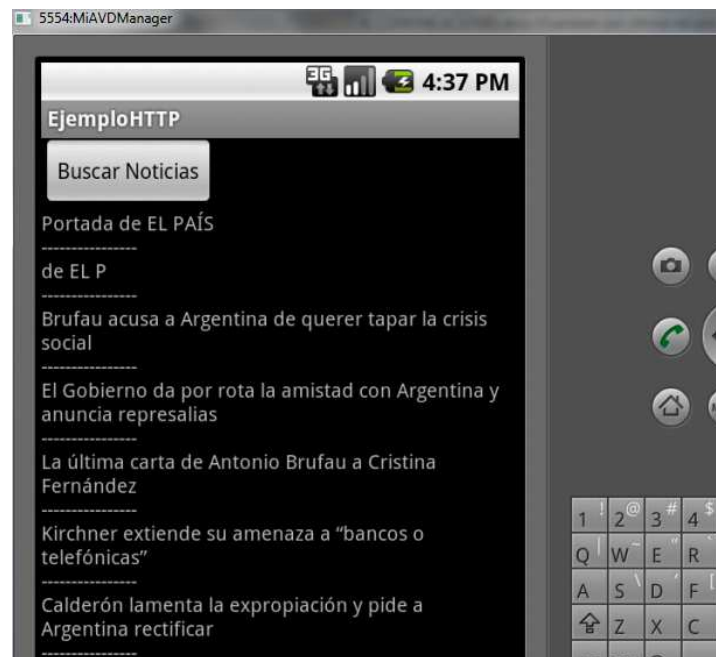 5554:MiAVDManager
3G 4:37 PM
EjemploHTTP
Buscar Noticias
Portada de EL PAÍS
----------------
de EL P
----------------
Brufau acusa a Argentina de querer tapar la crisis
social
----------------
El Gobierno da por rota la amistad con Argentina y
anuncia represalias
----------------
La última carta de Antonio Brufau a Cristina
Fernández
----------------
Kirchner extiende su amenaza a “bancos o
telefónicas”
----------------
Calderón lamenta la expropiación y pide a
Argentina rectificar
----------------
1 ! 2 @ 3 # 4 $
Q | W ~ E " R `
A S \ D ' F [
Z X C